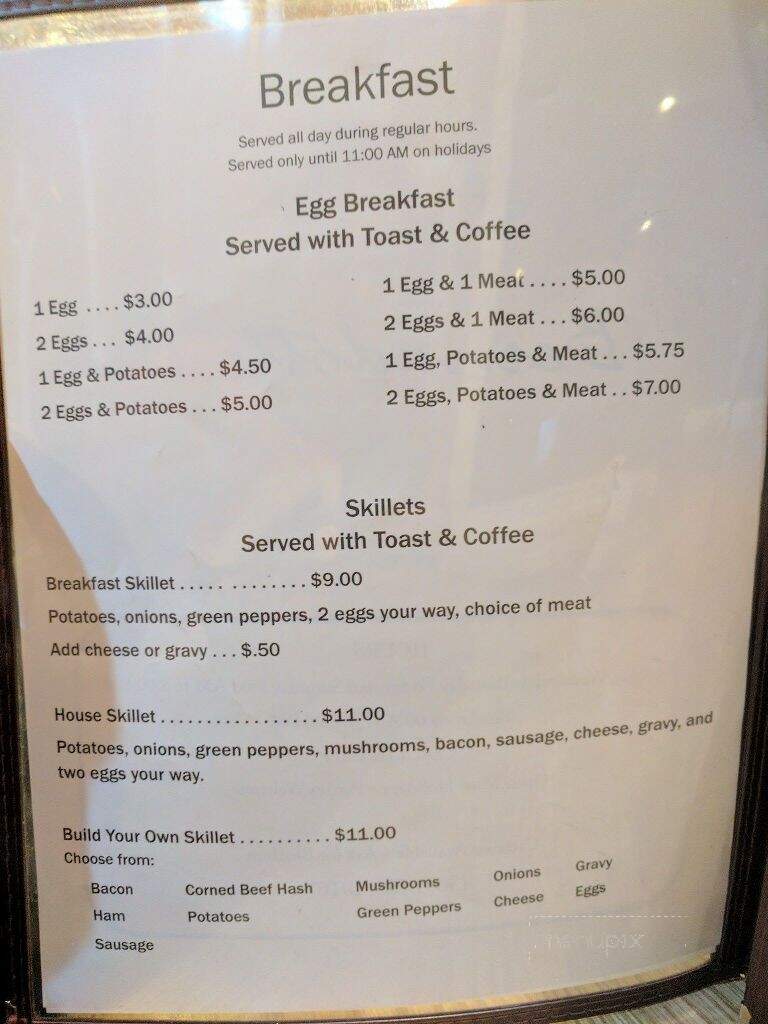 Breakfast
Served all day during regular hours.
Served only until 11:00 AM on holidays
Egg Breakfast
Served with Toast & Coffee
1 Egg .... $3.00
2 Eggs... $4.00
1 Egg & Potatoes.... $4.50
2 Eggs & Potatoes... $5.00
1 Egg & 1 Meat.... $5.00
2 Eggs & 1 Meat... $6.00
1 Egg, Potatoes & Meat... $5.75
2 Eggs, Potatoes & Meat.. $7.00
Skillets
Served with Toast & Coffee
Breakfast Skillet..... ........ $9.00
Potatoes, onions, green peppers, 2 eggs your way, choice of meat
Add cheese or gravy... $.50
House Skillet................. $11.00
Potatoes, onions, green peppers, mushrooms, bacon, sausage, cheese, gravy, and
two eggs your way.
Build Your Own Skillet.......... $11.00
Choose from:
Bacon Corned Beef Hash Mushrooms Onions Gravy
Ham Potatoes Green Peppers Cheese Eggs
Sausage